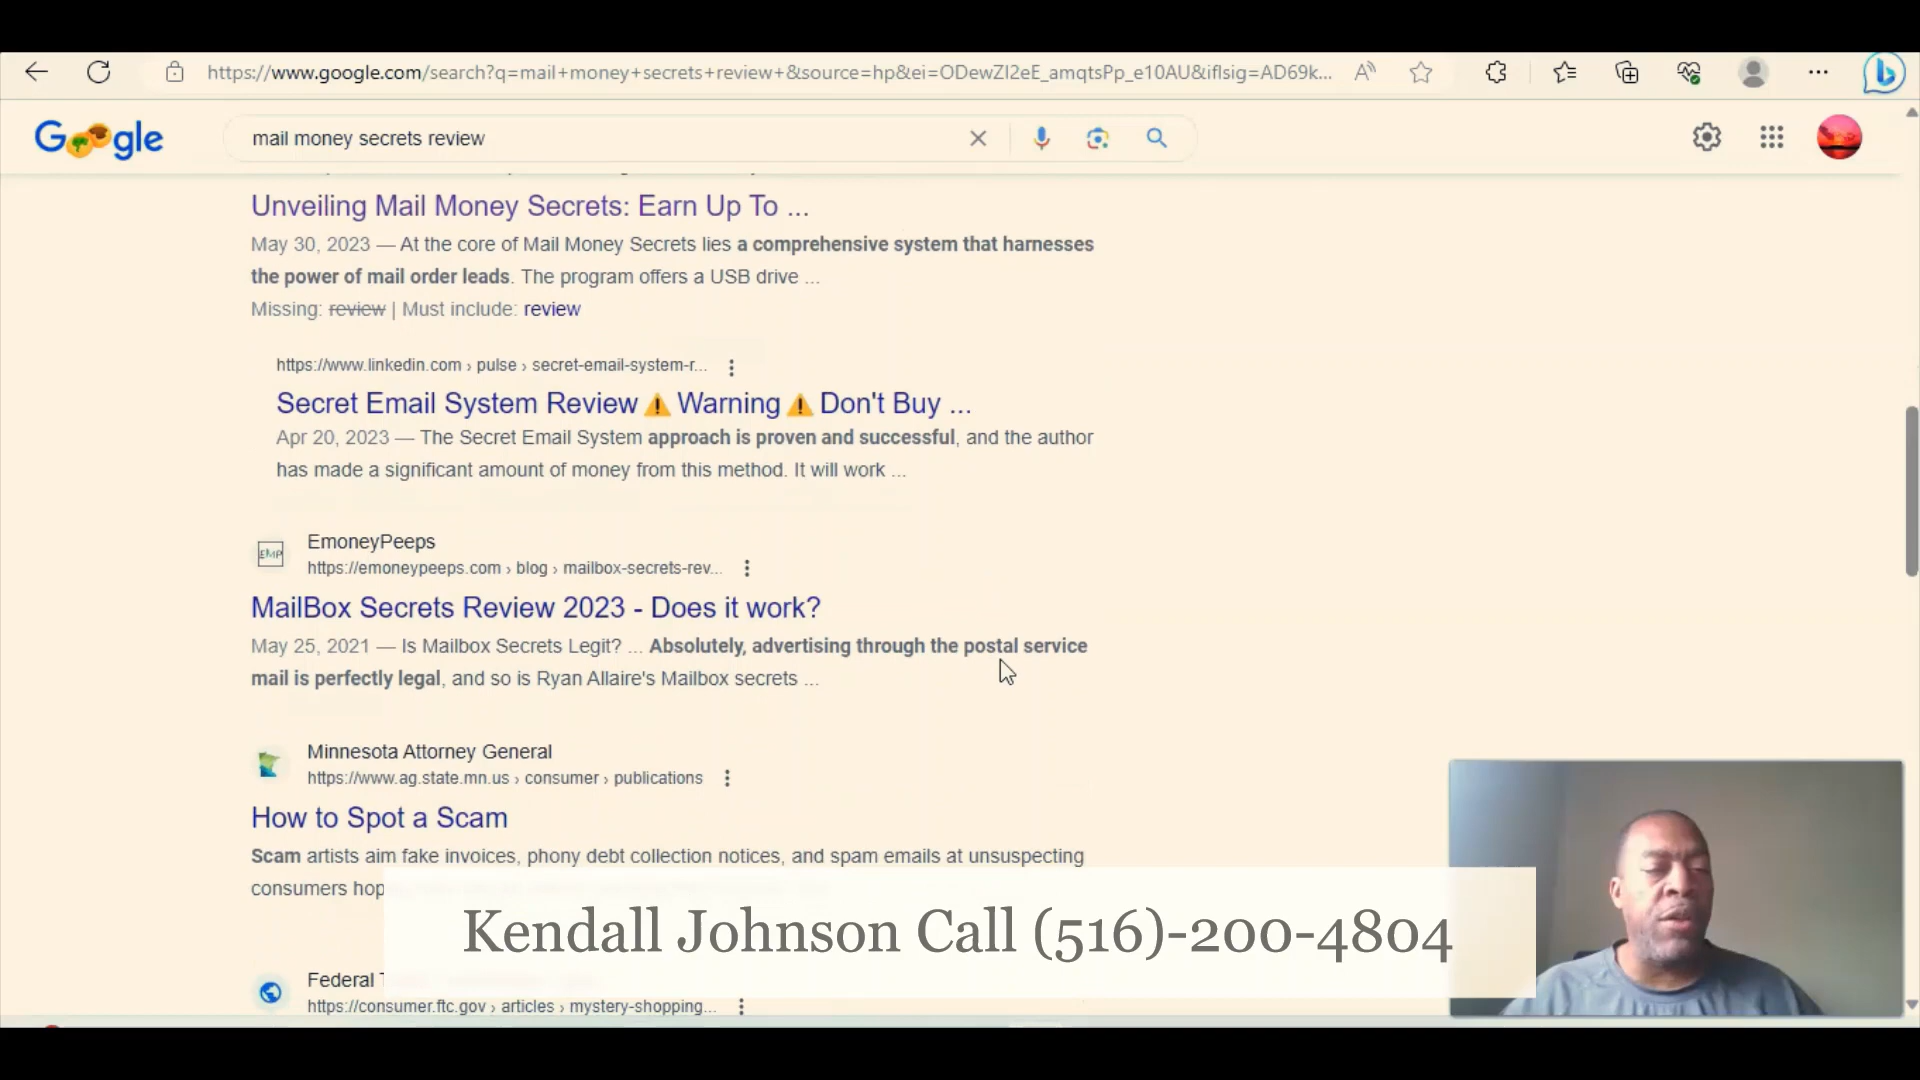 https://www.google.com/search?q=mail+money+secrets+review+&source=hp&ei=ODewZI2eE_amqtsPp_e10AU&iflsig=AD69k...
Google
mail money secrets review
Unveiling Mail Money Secrets: Earn Up To ...
May 30, 2023 — At the core of Mail Money Secrets lies a comprehensive system that harnesses
the power of mail order leads. The program offers a USB drive ...
Missing: review | Must include: review
https://www.linkedin.com › pulse › secret-email-system-r...
Secret Email System Review ⚠️ Warning ⚠️ Don't Buy ...
Apr 20, 2023 — The Secret Email System approach is proven and successful, and the author
has made a significant amount of money from this method. It will work ...
EMP
EmoneyPeeps
https://emoneypeeps.com › blog › mailbox-secrets-rev...
MailBox Secrets Review 2023 - Does it work?
May 25, 2021 — Is Mailbox Secrets Legit? ... Absolutely, advertising through the postal service
mail is perfectly legal, and so is Ryan Allaire's Mailbox secrets ...
Minnesota Attorney General
https://www.ag.state.mn.us › consumer › publications
How to Spot a Scam
Scam artists aim fake invoices, phony debt collection notices, and spam emails at unsuspecting
consumers hop
Kendall Johnson Call (516)-200-4804
Federal T
https://consumer.ftc.gov › articles › mystery-shopping...